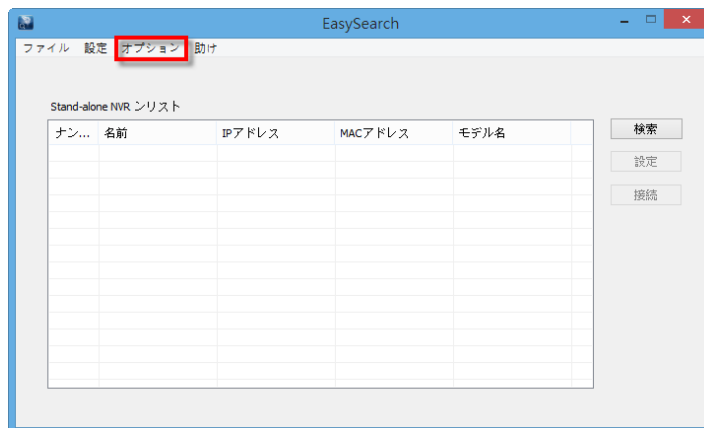 EasySearch
ファイル 設定 オプション 助け
Stand-alone NVR ンリスト
ナン... 名前 IPアドレス MACアドレス モデル名
検索
設定
接続